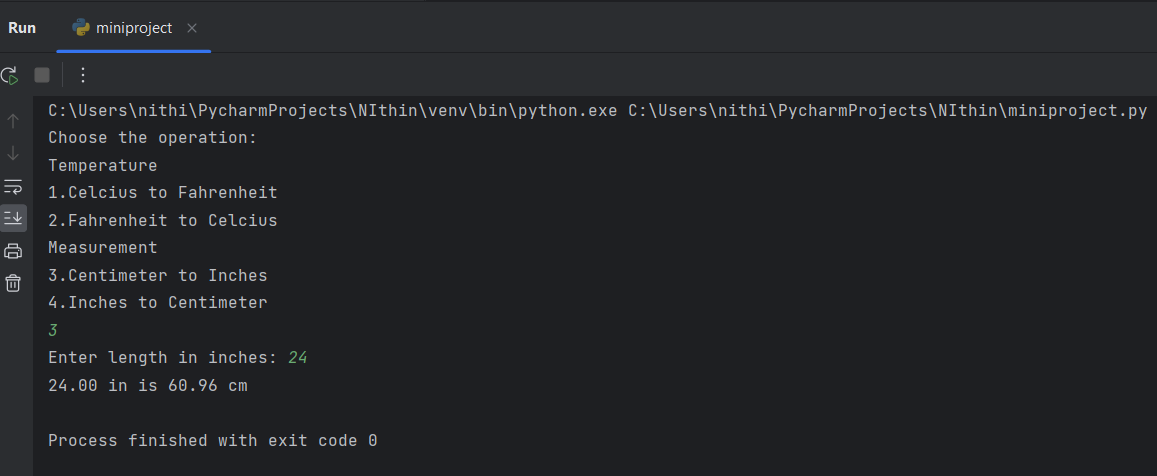 Run miniproject
C:\Users\nithi\PycharmProjects\NIthin\venv\bin\python.exe C:\Users\nithi\PycharmProjects\NIthin\miniproject.py
Choose the operation:
Temperature
1.Celcius to Fahrenheit
2.Fahrenheit to Celcius
Measurement
3.Centimeter to Inches
4.Inches to Centimeter
3
Enter length in inches: 24
24.00 in is 60.96 cm
Process finished with exit code 0